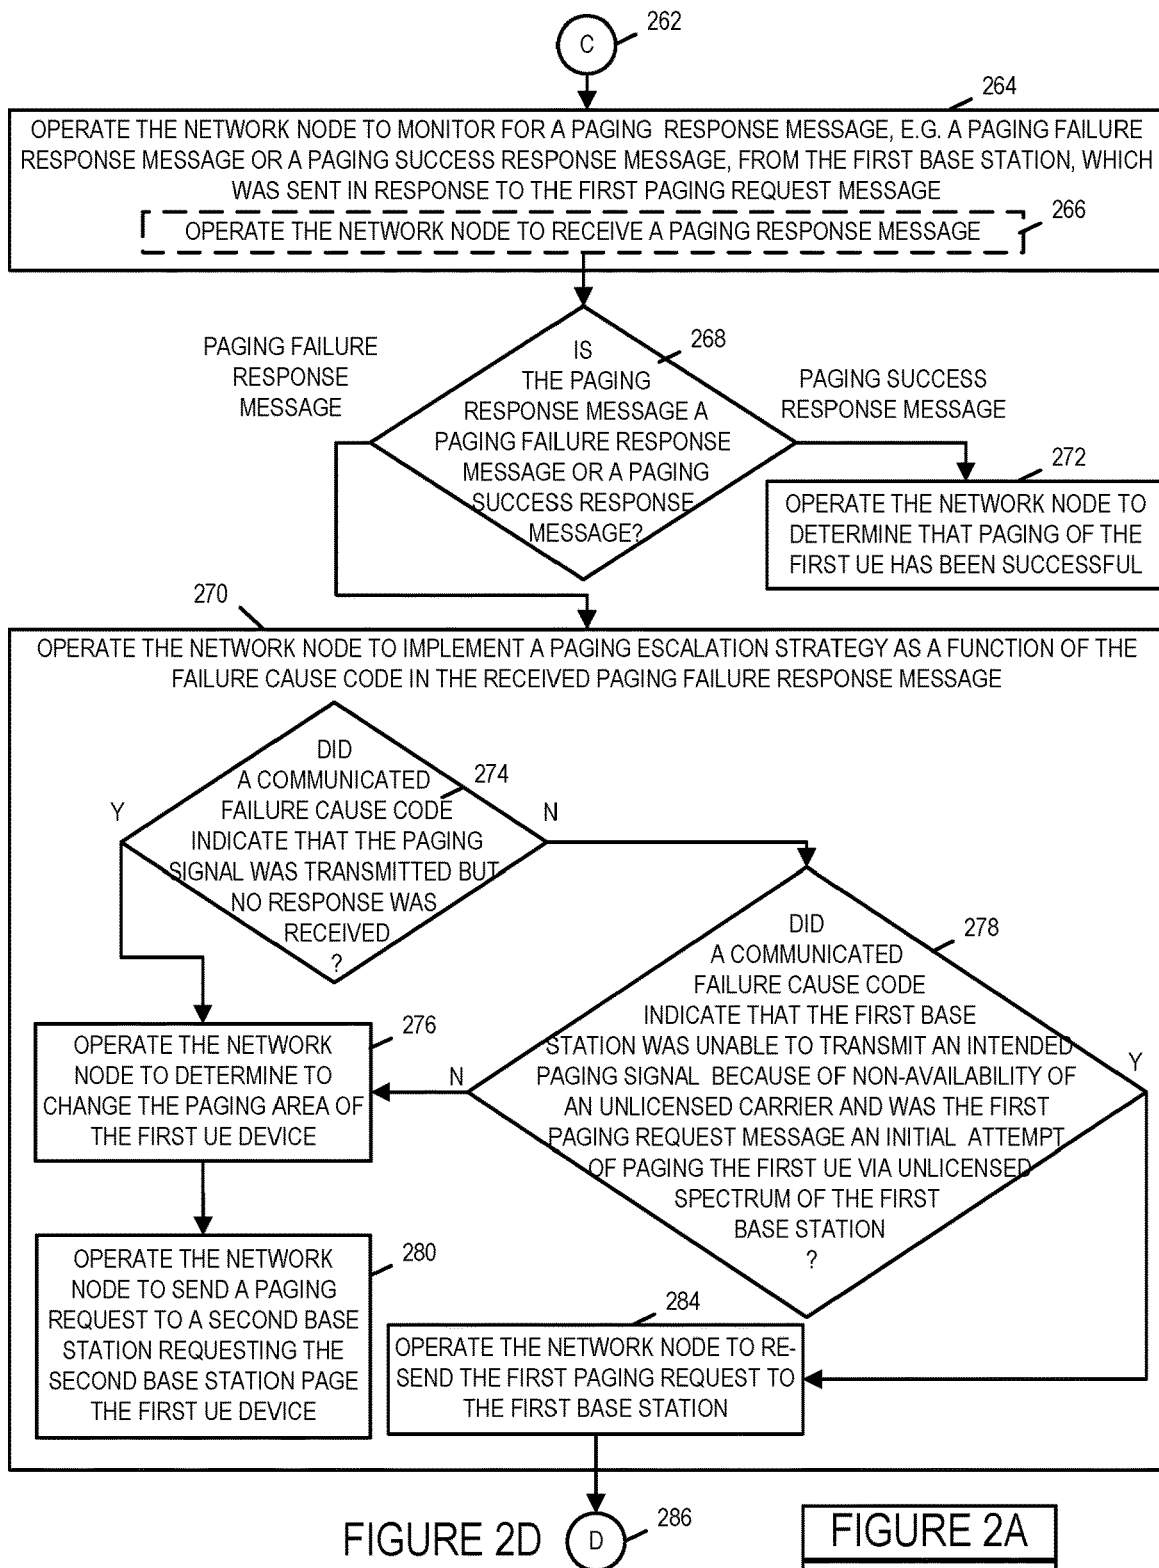 C
262
264
OPERATE THE NETWORK NODE TO MONITOR FOR A PAGING RESPONSE MESSAGE, E.G. A PAGING FAILURE
RESPONSE MESSAGE OR A PAGING SUCCESS RESPONSE MESSAGE, FROM THE FIRST BASE STATION, WHICH
WAS SENT IN RESPONSE TO THE FIRST PAGING REQUEST MESSAGE
OPERATE THE NETWORK NODE TO RECEIVE A PAGING RESPONSE MESSAGE
266
PAGING FAILURE
RESPONSE
MESSAGE
IS
THE PAGING
RESPONSE MESSAGE A
PAGING FAILURE RESPONSE
MESSAGE OR A PAGING
SUCCESS RESPONSE
MESSAGE?
268
PAGING SUCCESS
RESPONSE MESSAGE
272
OPERATE THE NETWORK NODE TO
DETERMINE THAT PAGING OF THE
FIRST UE HAS BEEN SUCCESSFUL
270
OPERATE THE NETWORK NODE TO IMPLEMENT A PAGING ESCALATION STRATEGY AS A FUNCTION OF THE
FAILURE CAUSE CODE IN THE RECEIVED PAGING FAILURE RESPONSE MESSAGE
DID
A COMMUNICATED
FAILURE CAUSE CODE
INDICATE THAT THE PAGING
SIGNAL WAS TRANSMITTED BUT
NO RESPONSE WAS
RECEIVED
?
274
Y
N
DID
A COMMUNICATED
FAILURE CAUSE CODE
INDICATE THAT THE FIRST BASE
STATION WAS UNABLE TO TRANSMIT AN INTENDED
PAGING SIGNAL BECAUSE OF NON-AVAILABILITY OF
AN UNLICENSED CARRIER AND WAS THE FIRST
PAGING REQUEST MESSAGE AN INITIAL ATTEMPT
OF PAGING THE FIRST UE VIA UNLICENSED
SPECTRUM OF THE FIRST
BASE STATION
?
278
N
Y
276
OPERATE THE NETWORK
NODE TO DETERMINE TO
CHANGE THE PAGING AREA OF
THE FIRST UE DEVICE
280
OPERATE THE NETWORK
NODE TO SEND A PAGING
REQUEST TO A SECOND BASE
STATION REQUESTING THE
SECOND BASE STATION PAGE
THE FIRST UE DEVICE
284
OPERATE THE NETWORK NODE TO RE-
SEND THE FIRST PAGING REQUEST TO
THE FIRST BASE STATION
FIGURE 2D
D
286
FIGURE 2A